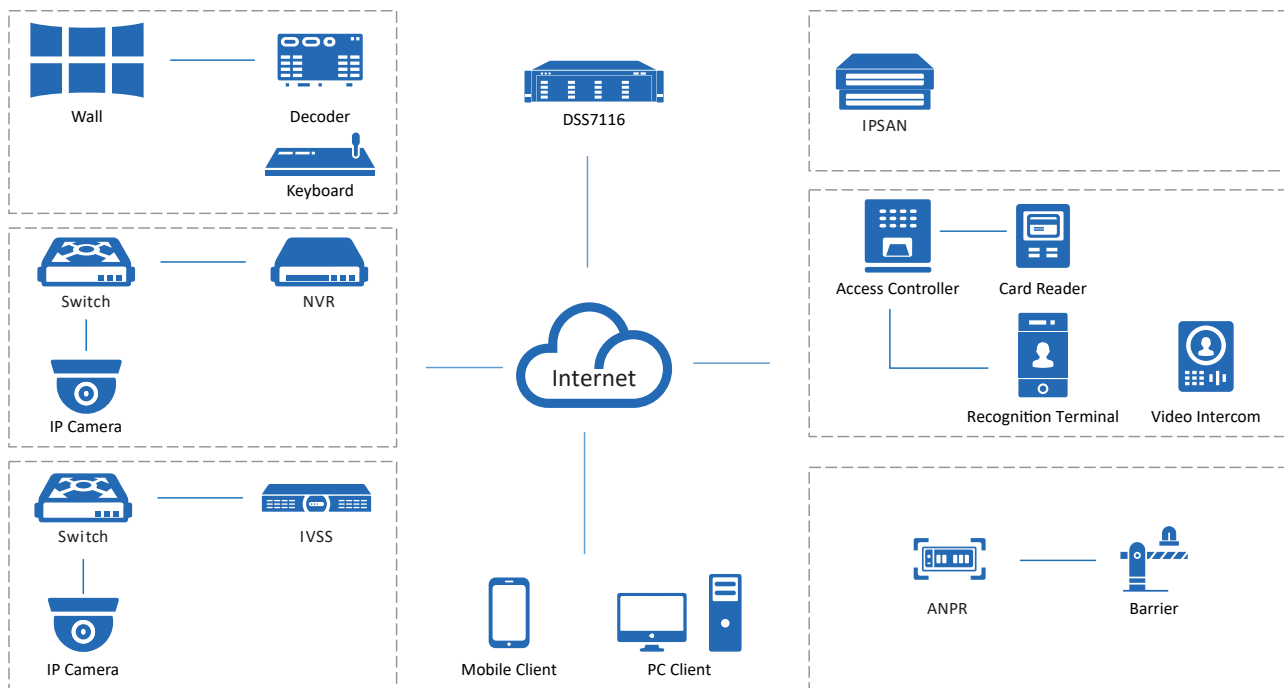 Wall
Decoder
Keyboard
Switch
NVR
IP Camera
Switch
IVSS
IP Camera
DSS7116
Internet
Mobile Client
PC Client
IPSAN
Access Controller
Card Reader
Recognition Terminal
Video Intercom
ANPR
Barrier